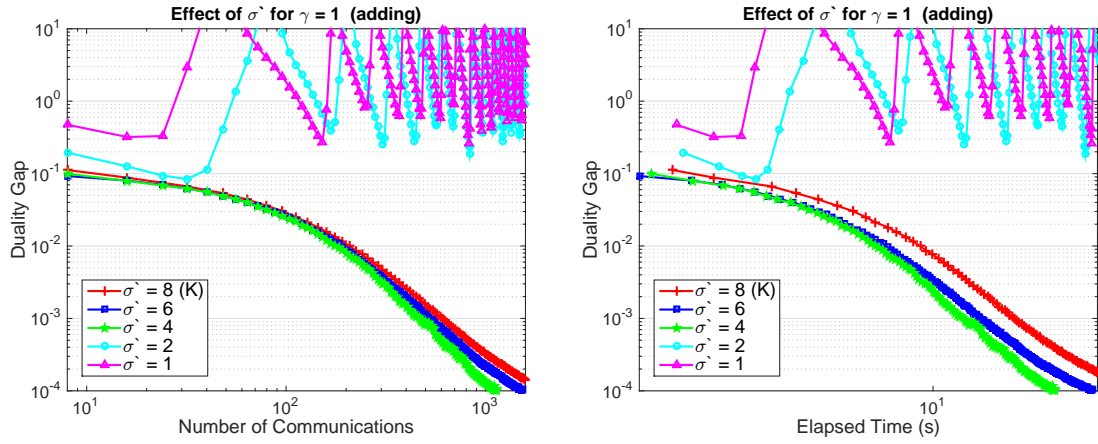 Effect of σ` for γ = 1 (adding)
Duality Gap
10^1
10^0
10^-1
10^-2
10^-3
10^-4
σ` = 8 (K)
σ` = 6
σ` = 4
σ` = 2
σ` = 1
10^1 10^2 10^3
Number of Communications
Effect of σ` for γ = 1 (adding)
Duality Gap
10^1
10^0
10^-1
10^-2
10^-3
10^-4
σ` = 8 (K)
σ` = 6
σ` = 4
σ` = 2
σ` = 1
10^1
Elapsed Time (s)